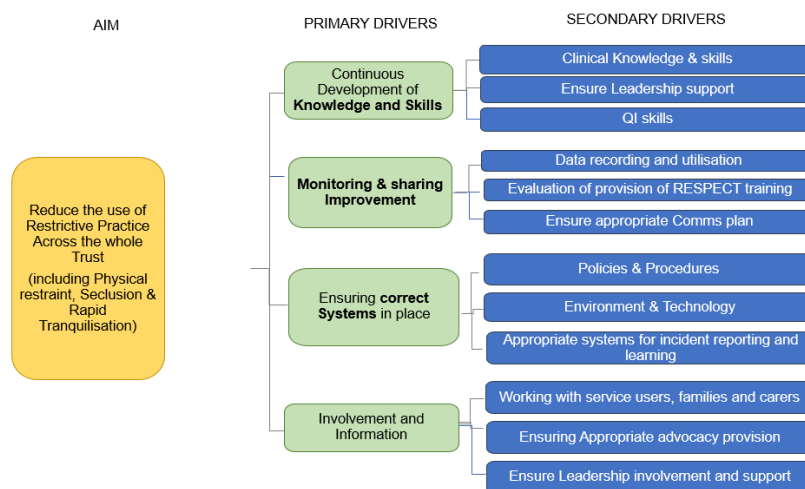 AIM
PRIMARY DRIVERS
SECONDARY DRIVERS
Reduce the use of
Restrictive Practice
Across the whole
Trust
(including Physical
restraint, Seclusion &
Rapid
Tranquilisation)
Continuous
Development of
Knowledge and Skills
Clinical Knowledge & skills
Ensure Leadership support
QI skills
Monitoring & sharing
Improvement
Data recording and utilisation
Evaluation of provision of RESPECT training
Ensure appropriate Comms plan
Ensuring correct
Systems in place
Policies & Procedures
Environment & Technology
Appropriate systems for incident reporting and
learning
Involvement and
Information
Working with service users, families and carers
Ensuring Appropriate advocacy provision
Ensure Leadership involvement and support